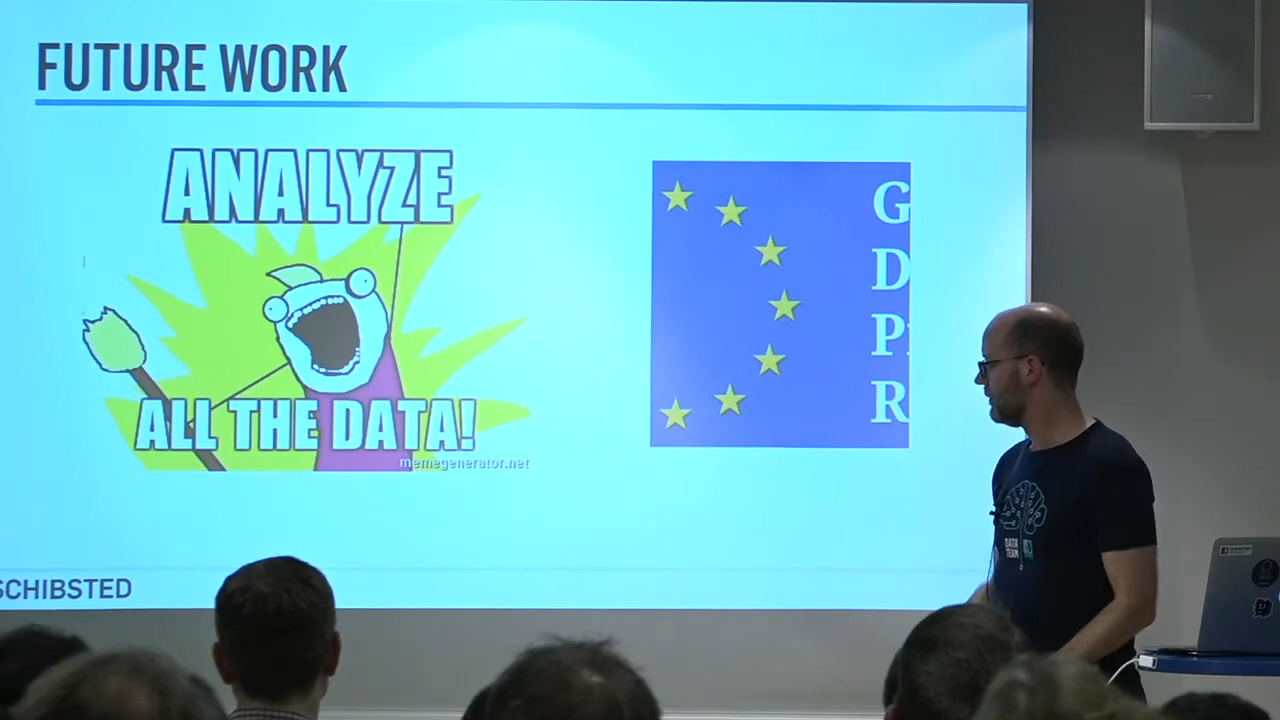 FUTURE WORK
ANALYZE
ALL THE DATA!
memegenerator.net
G
D
P
R
SCHIBSTED
DATA
TEAM